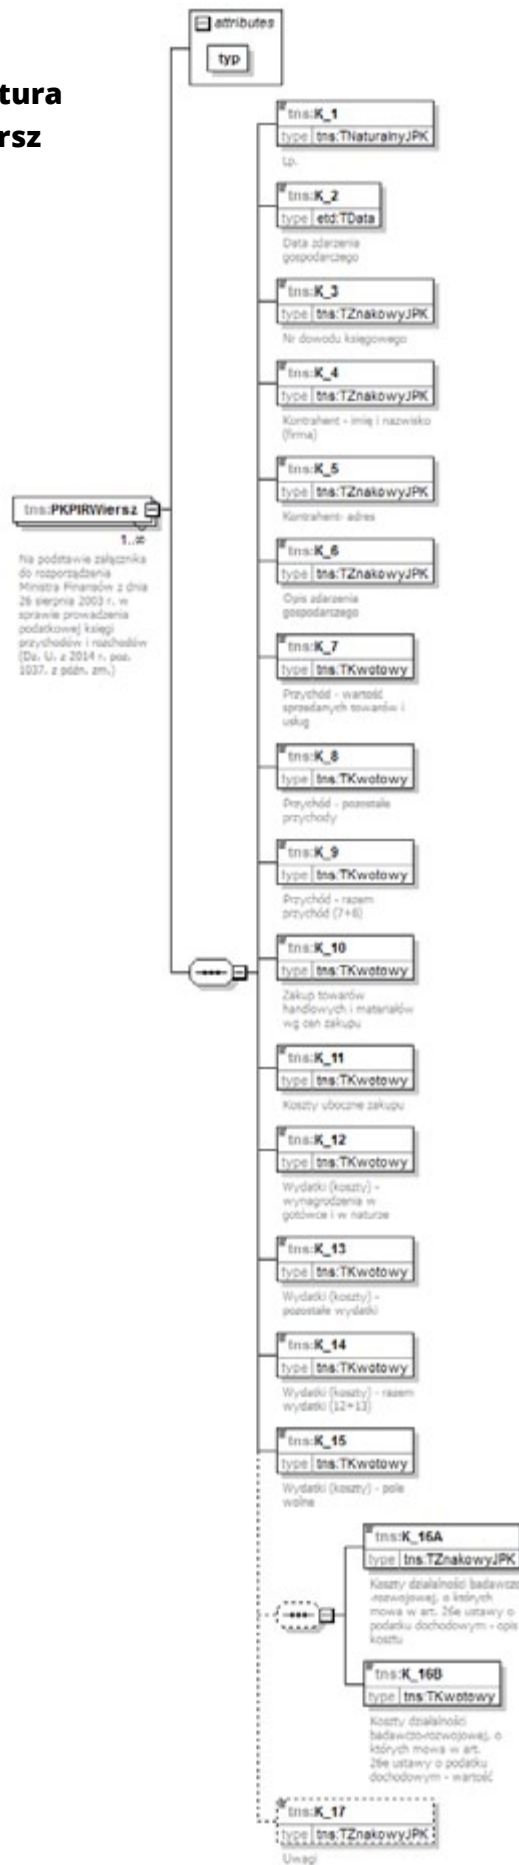 attributes
typ
tura
rsz
tns:K_1
type tns:TNaturalnyJPK
Lp.
tns:K_2
type etd:TData
Data zdarzenia
gospodarczego
tns:K_3
type tns:TZnakowyJPK
Nr dowodu księgowego
tns:K_4
type tns:TZnakowyJPK
Kontrahent - imię i nazwisko
(firma)
tns:K_5
type tns:TZnakowyJPK
Kontrahent- adres
tns:PKPIRWiersz
1..∞
Na podstawie załącznika
do rozporządzenia
Ministra Finansów z dnia
26 sierpnia 2003 r. w
sprawie prowadzenia
podatkowej księgi
przychodów i rozchodów
(Dz. U. z 2014 r. poz.
1037, z późn. zm.)
tns:K_6
type tns:TZnakowyJPK
Opis zdarzenia
gospodarczego
tns:K_7
type tns:TKwotowy
Przychód - wartość
sprzedanych towarów i
usług
tns:K_8
type tns:TKwotowy
Przychód - pozostałe
przychody
tns:K_9
type tns:TKwotowy
Przychód - razem
przychód (7+8)
tns:K_10
type tns:TKwotowy
Zakup towarów
handlowych i materiałów
wg cen zakupu
tns:K_11
type tns:TKwotowy
Koszty uboczne zakupu
tns:K_12
type tns:TKwotowy
Wydatki (koszty) -
wynagrodzenia w
gotówce i w naturze
tns:K_13
type tns:TKwotowy
Wydatki (koszty) -
pozostałe wydatki
tns:K_14
type tns:TKwotowy
Wydatki (koszty) - razem
wydatki (12+13)
tns:K_15
type tns:TKwotowy
Wydatki (koszty) - pole
wolne
tns:K_16A
type tns:TZnakowyJPK
Koszty działalności badawczo
-rozwojowej, o których
mowa w art. 26e ustawy o
podatku dochodowym - opis
kosztu
tns:K_16B
type tns:TKwotowy
Koszty działalności
badawczo-rozwojowej, o
których mowa w art.
26e ustawy o podatku
dochodowym - wartość
tns:K_17
type tns:TZnakowyJPK
Uwagi